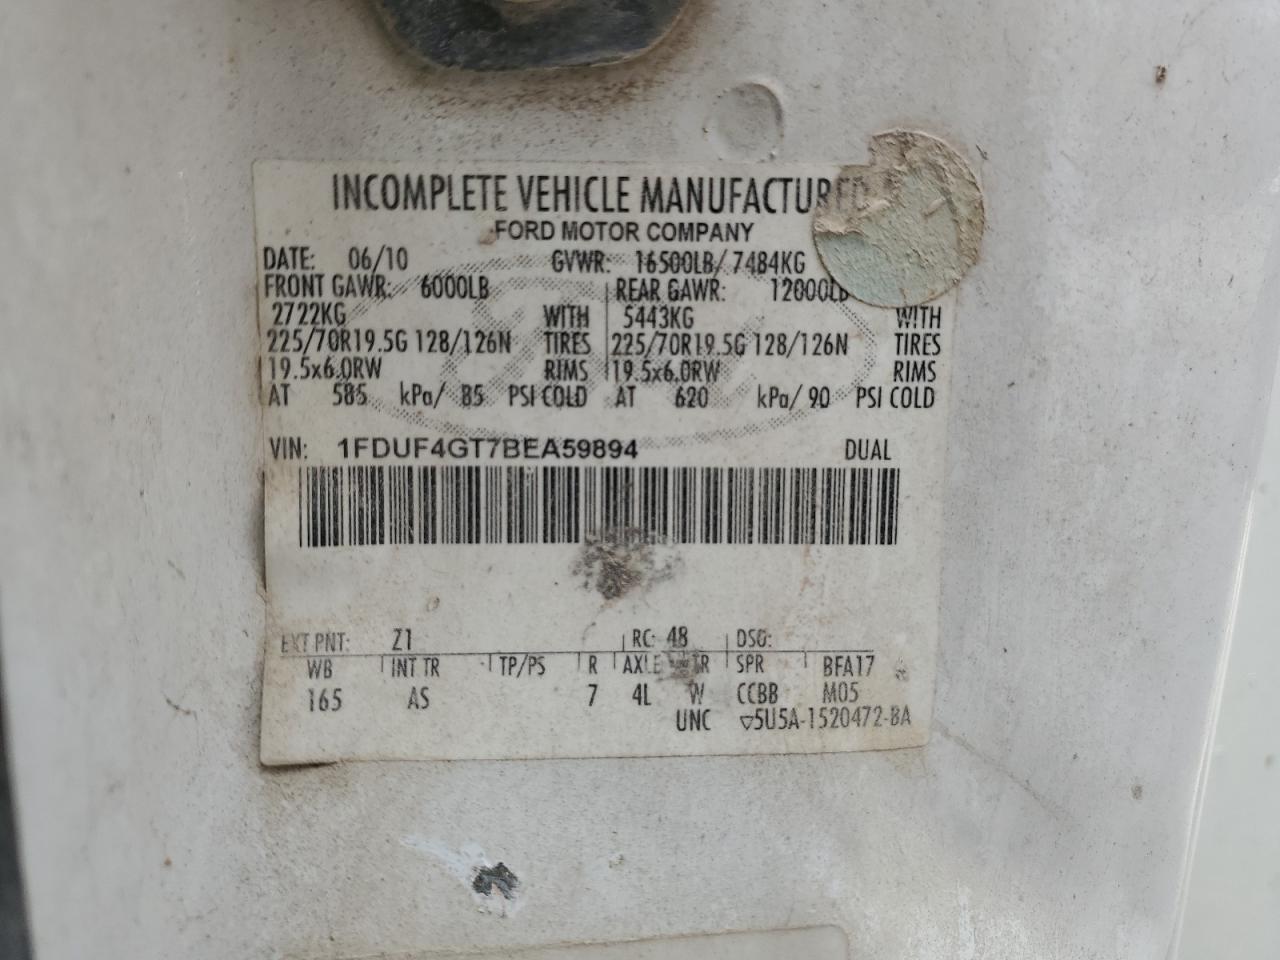 INCOMPLETE VEHICLE MANUFACTURED
FORD MOTOR COMPANY
DATE: 06/10 GVWR: 16500LB/ 7484KG
FRONT GAWR: 6000LB REAR GAWR: 12000LB
2722KG WITH 5443KG WITH
225/70R19.5G 128/126N TIRES 225/70R19.5G 128/126N TIRES
19.5x6.0RW RIMS 19.5x6.0RW RIMS
AT 585 kPa/ 85 PSI COLD AT 620 kPa/ 90 PSI COLD
VIN: 1FDUF4GT7BEA59894 DUAL
EXT PNT: Z1 RC: 48 DSO:
WB INT TR TP/PS R AXLE TR SPR BFA17
165 AS 7 4L W CCBB M05
UNC ▽5U5A-1520472-BA